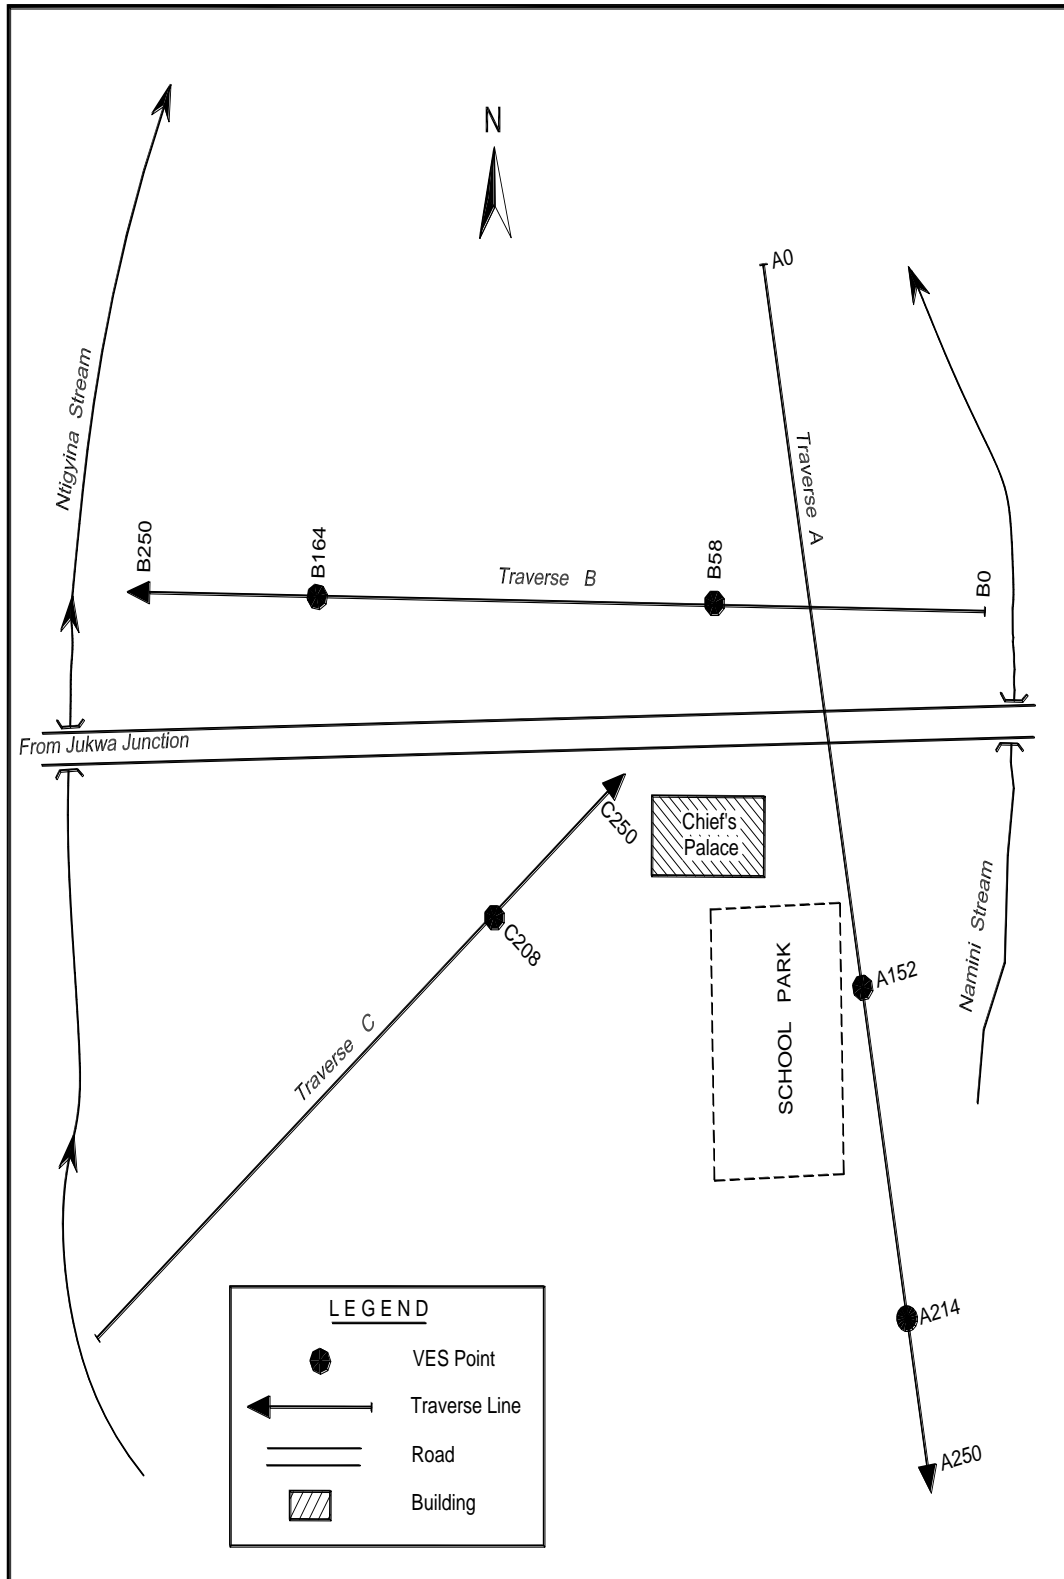 N
A0
Ntigyina Stream
Traverse A
B250
B164
Traverse B
B58
B0
From Jukwa Junction
C250
Chief's
Palace
C208
SCHOOL PARK
A152
Namini Stream
Traverse C
A214
A250
LEGEND
VES Point
Traverse Line
Road
Building